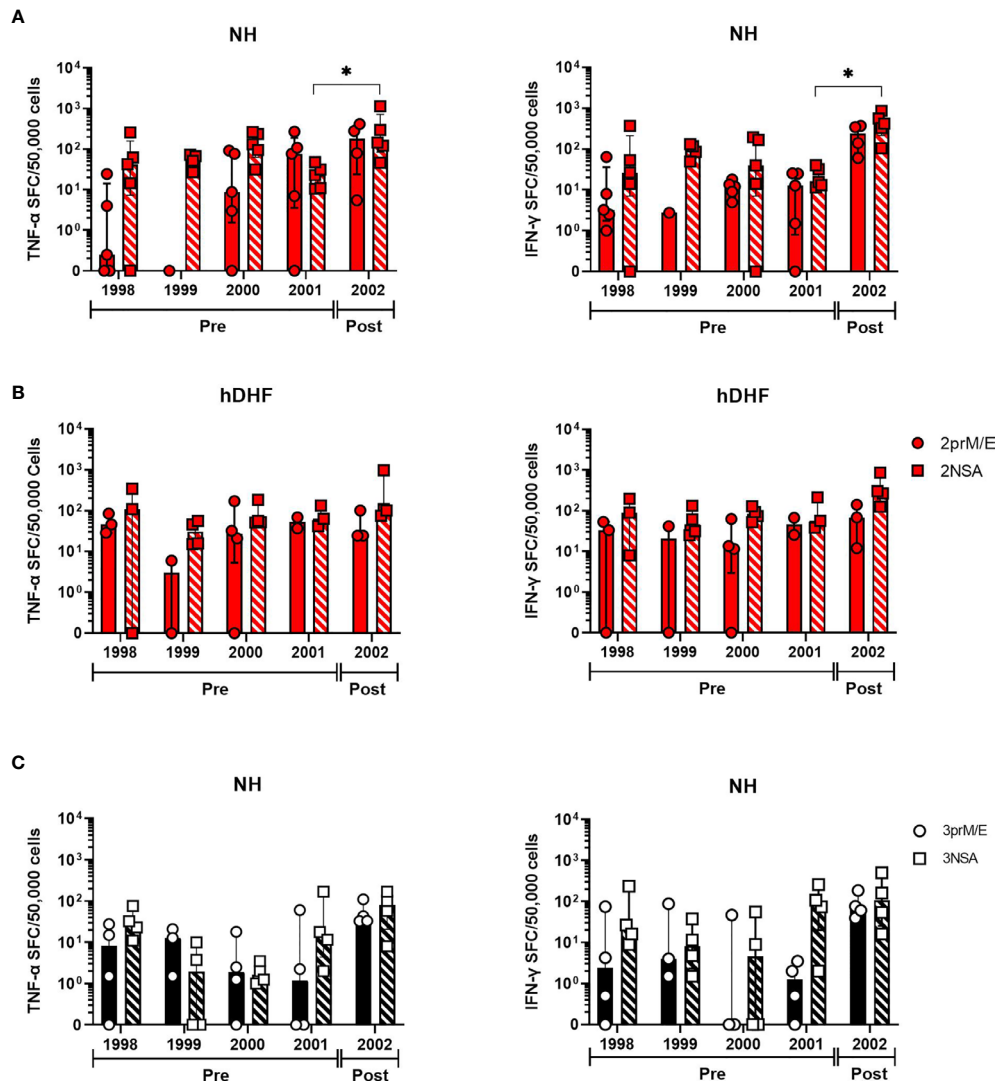 A
NH
TNF-α SFC/50,000 cells
10⁴
10³
10²
10¹
10⁰
0
*
1998 1999 2000 2001 2002
Pre Post
NH
IFN-γ SFC/50,000 cells
10⁴
10³
10²
10¹
10⁰
0
*
1998 1999 2000 2001 2002
Pre Post
B
hDHF
TNF-α SFC/50,000 Cells
10⁴
10³
10²
10¹
10⁰
0
1998 1999 2000 2001 2002
Pre Post
hDHF
IFN-γ SFC/50,000 Cells
10⁴
10³
10²
10¹
10⁰
0
1998 1999 2000 2001 2002
Pre Post
2prM/E
2NSA
C
NH
TNF-α SFC/50,000 cells
10⁴
10³
10²
10¹
10⁰
0
1998 1999 2000 2001 2002
Pre Post
NH
IFN-γ SFC/50,000 cells
10⁴
10³
10²
10¹
10⁰
0
1998 1999 2000 2001 2002
Pre Post
3prM/E
3NSA